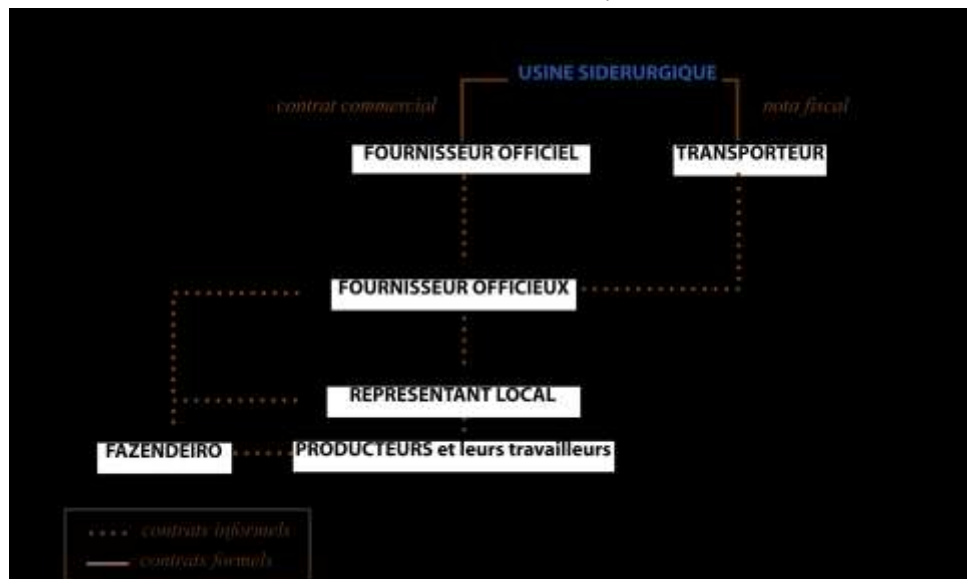 USINE SIDERURGIQUE
contrat commercial
nota fiscal
FOURNISSEUR OFFICIEL
TRANSPORTEUR
FOURNISSEUR OFFICIEUX
REPRESENTANT LOCAL
FAZENDEIRO
PRODUCTEURS et leurs travailleurs
contrats informels
contrats formels